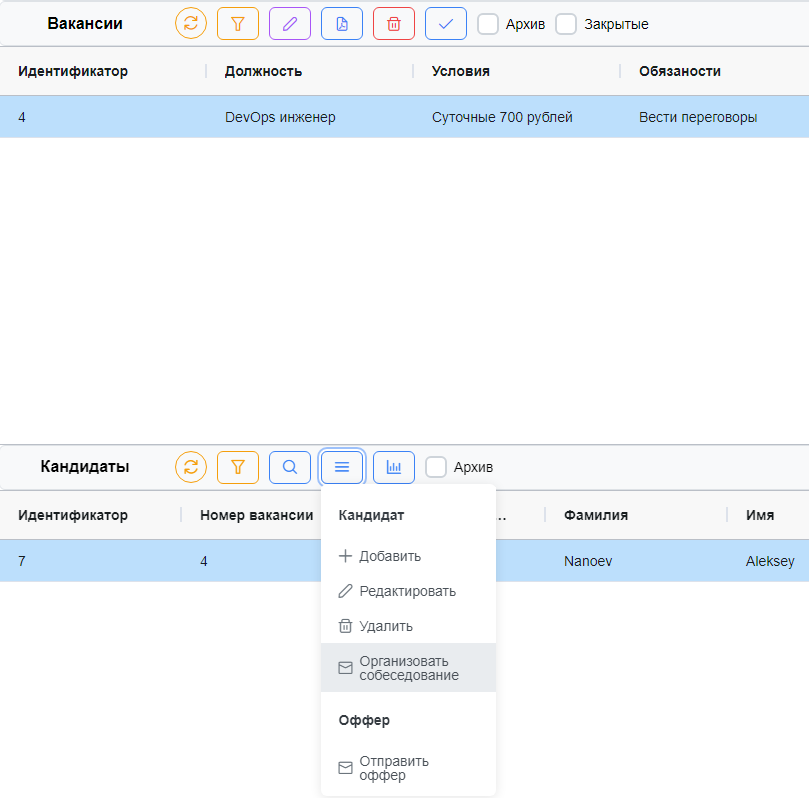 Вакансии Архив Закрытые
Идентификатор Должность Условия Обязаности
4 DevOps инженер Суточные 700 рублей Вести переговоры
Кандидаты Архив
Идентификатор Номер вакансии .. Фамилия Имя
7 4 Nanoev Aleksey
Кандидат
Добавить
Редактировать
Удалить
Организовать
собеседование
Оффер
Отправить
оффер